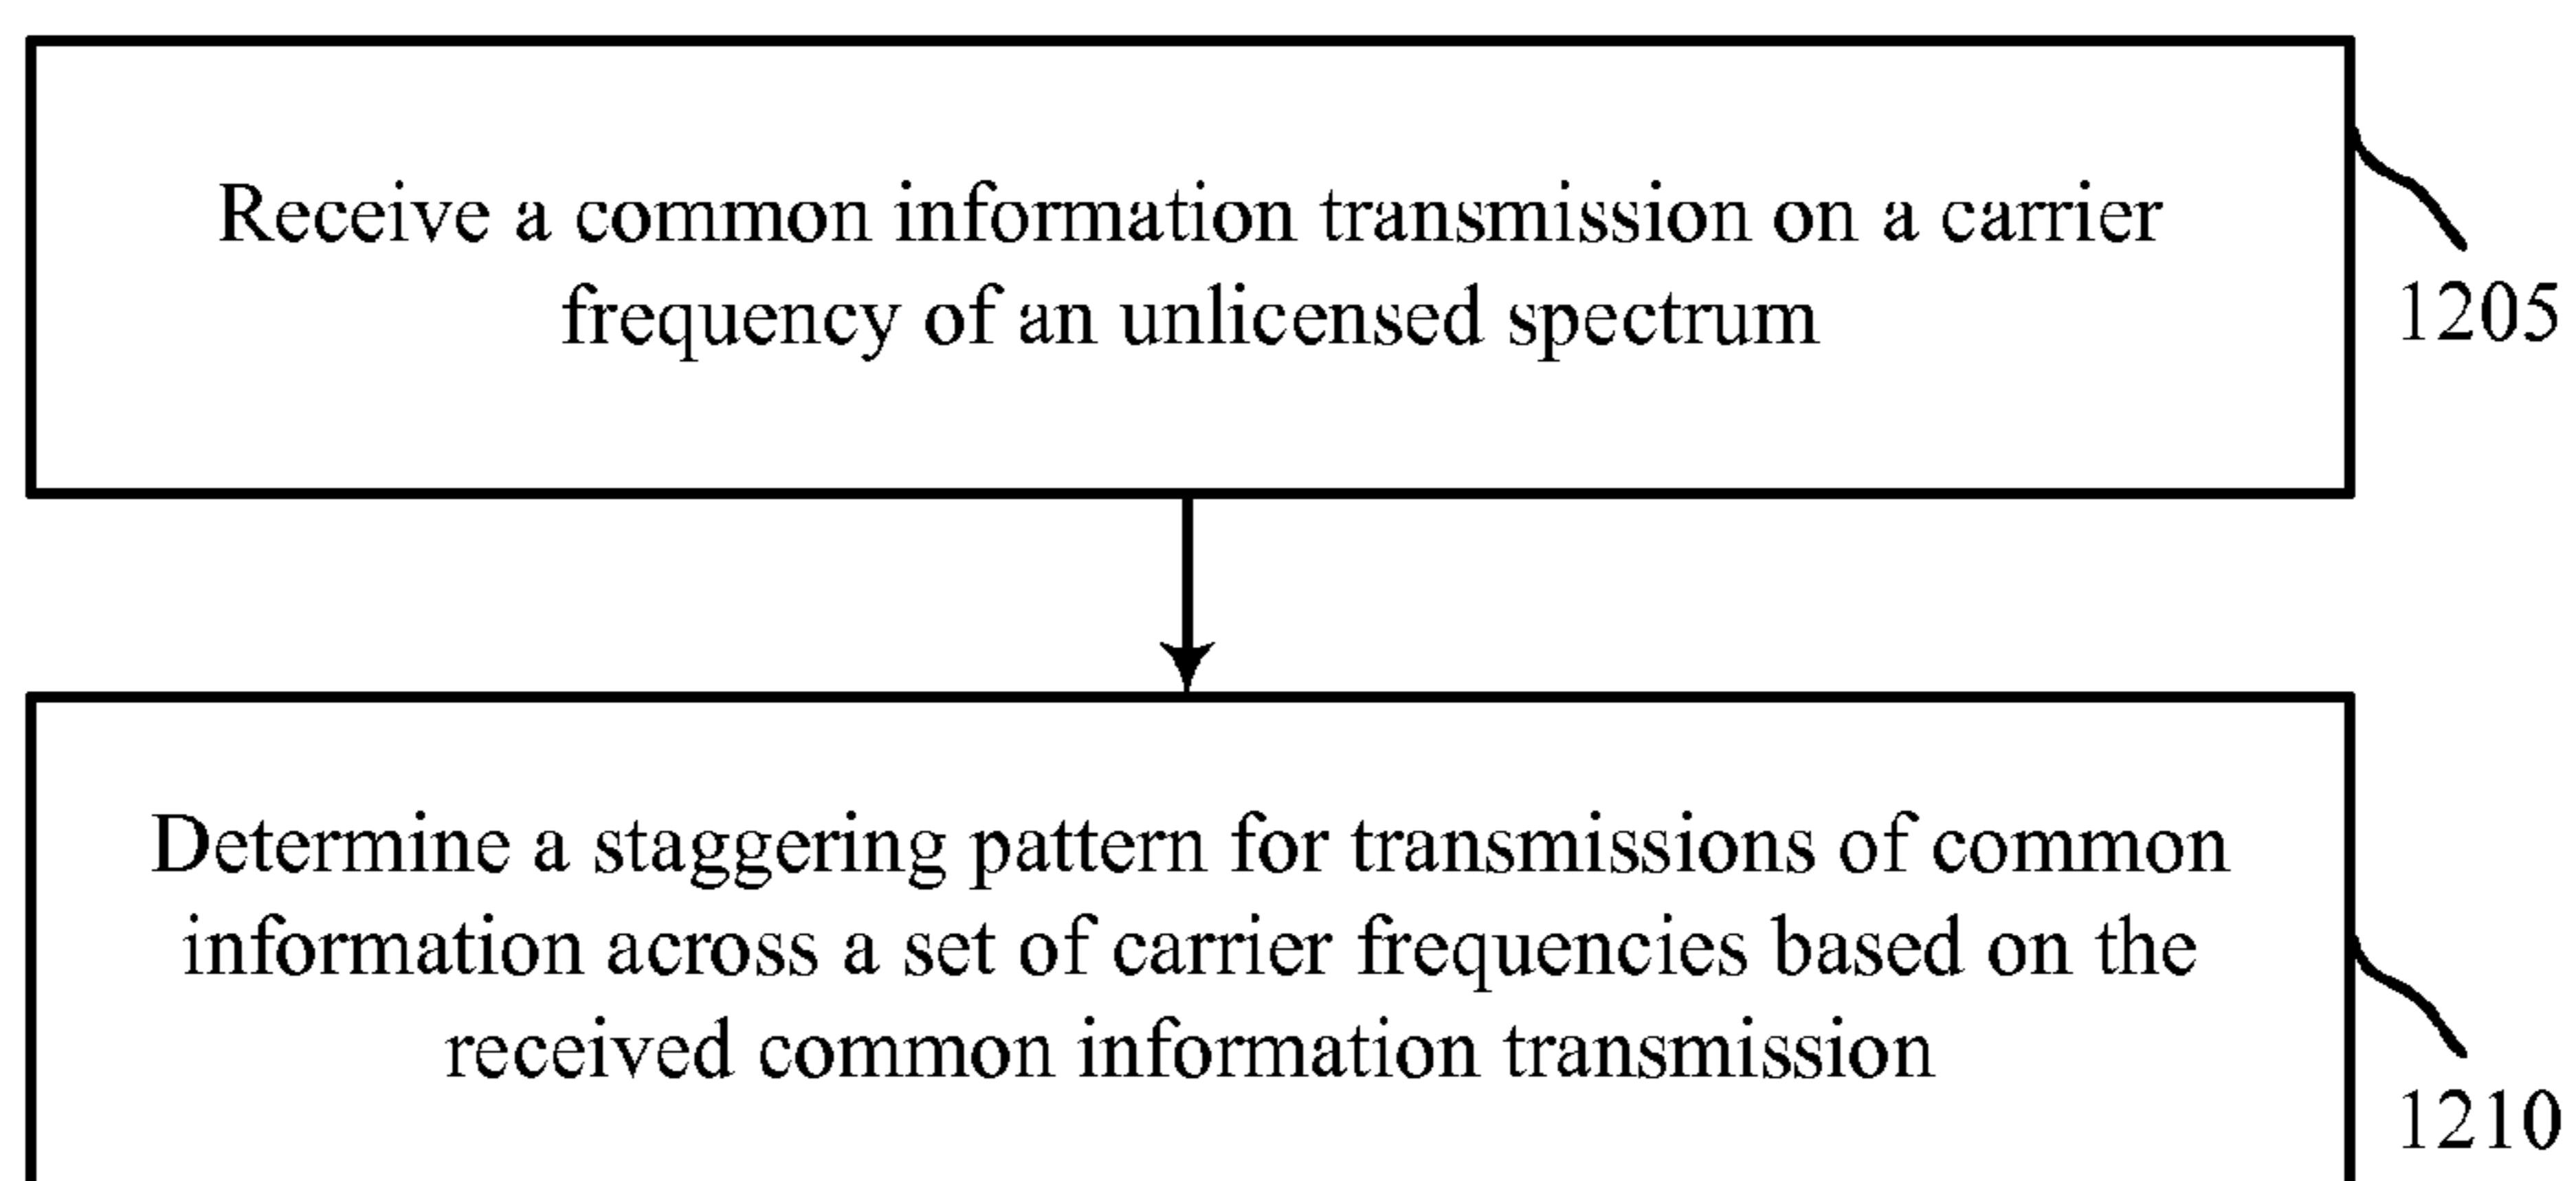 Receive a common information transmission on a carrier
frequency of an unlicensed spectrum
1205
Determine a staggering pattern for transmissions of common
information across a set of carrier frequencies based on the
received common information transmission
1210